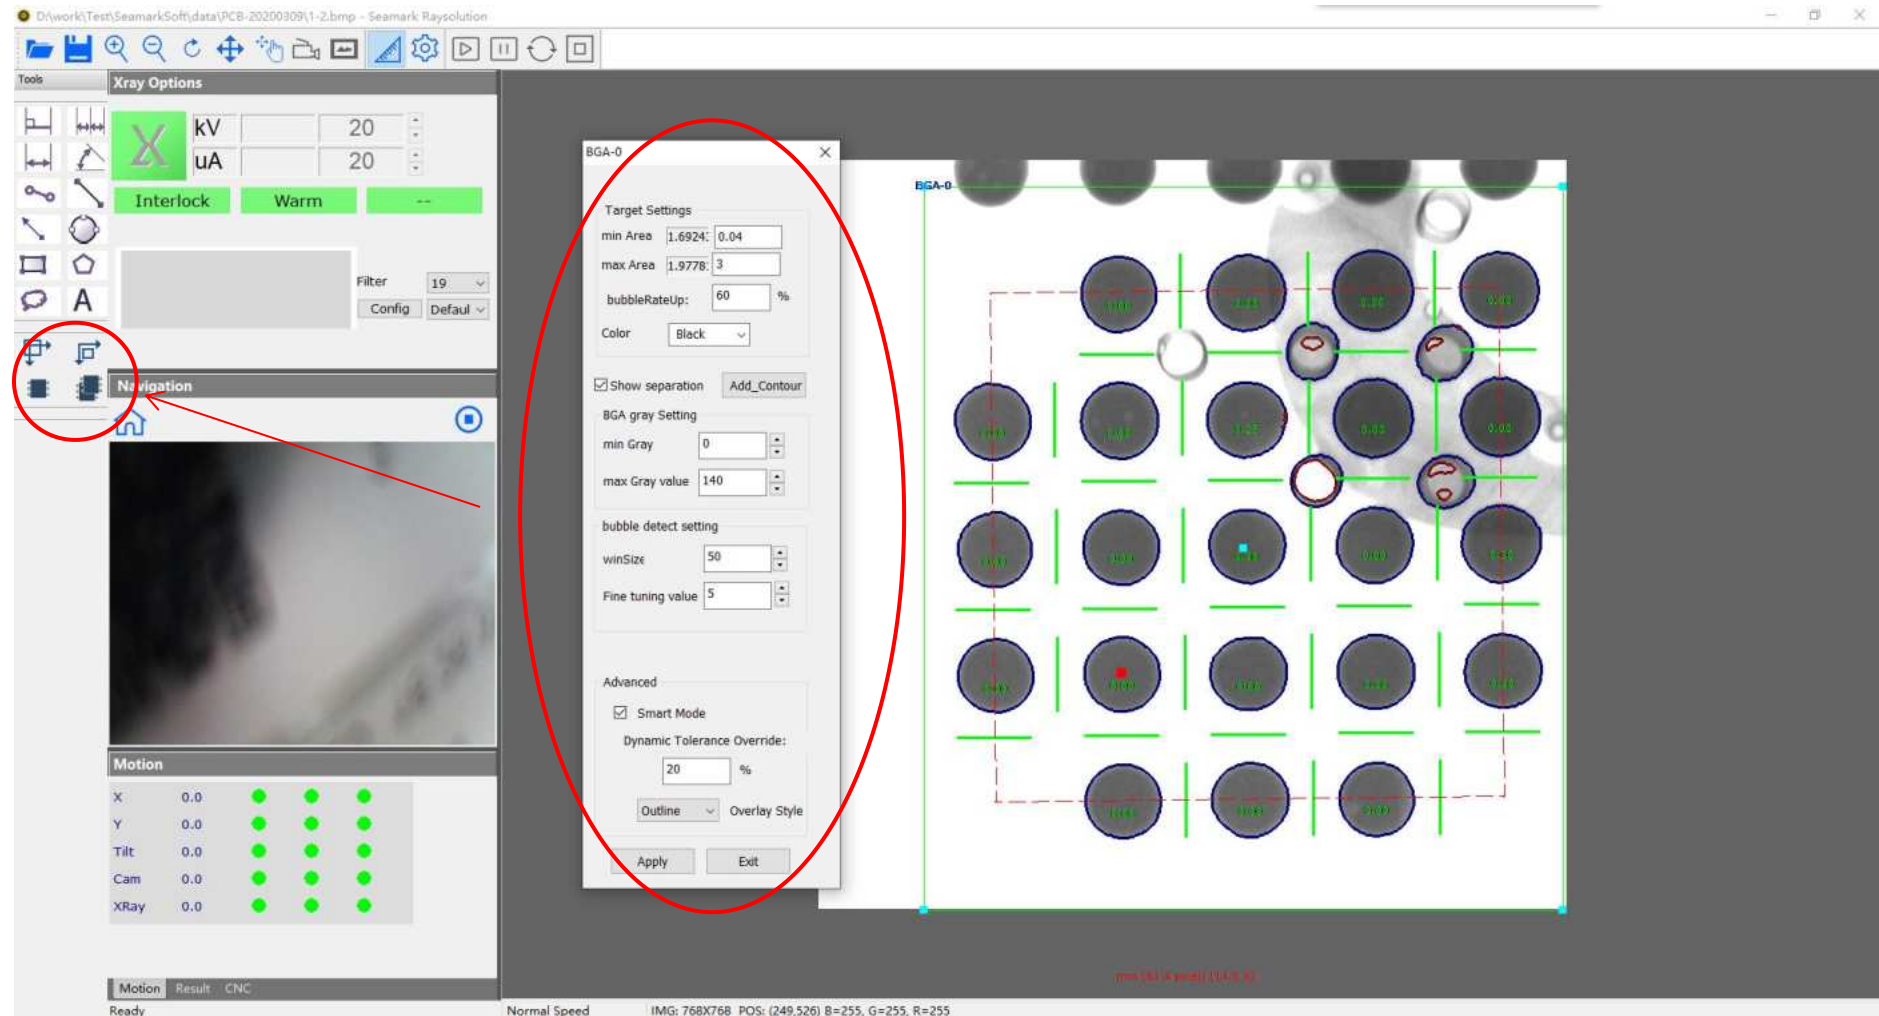 D:\work\Test\SeamarkSoft\data\PCB-20200309\1-2.bmp - Seamark Raysolution
Tools
Xray Options
kV 20
uA 20
Interlock Warm --
Filter 19
Config Defaul
A
Navigation
Motion
X 0.0
Y 0.0
Tilt 0.0
Cam 0.0
XRay 0.0
Motion Result CNC
Ready
Normal Speed IMG: 768X768 POS: (249,526) B=255, G=255, R=255
BGA-0
Target Settings
min Area 1.6924 0.04
max Area 1.9778 3
bubbleRateUp: 60 %
Color Black
Show separation Add_Contour
BGA gray Setting
min Gray 0
max Gray value 140
bubble detect setting
winSize 50
Fine tuning value 5
Advanced
Smart Mode
Dynamic Tolerance Override:
20 %
Outline Overlay Style
Apply Exit
BGA-0